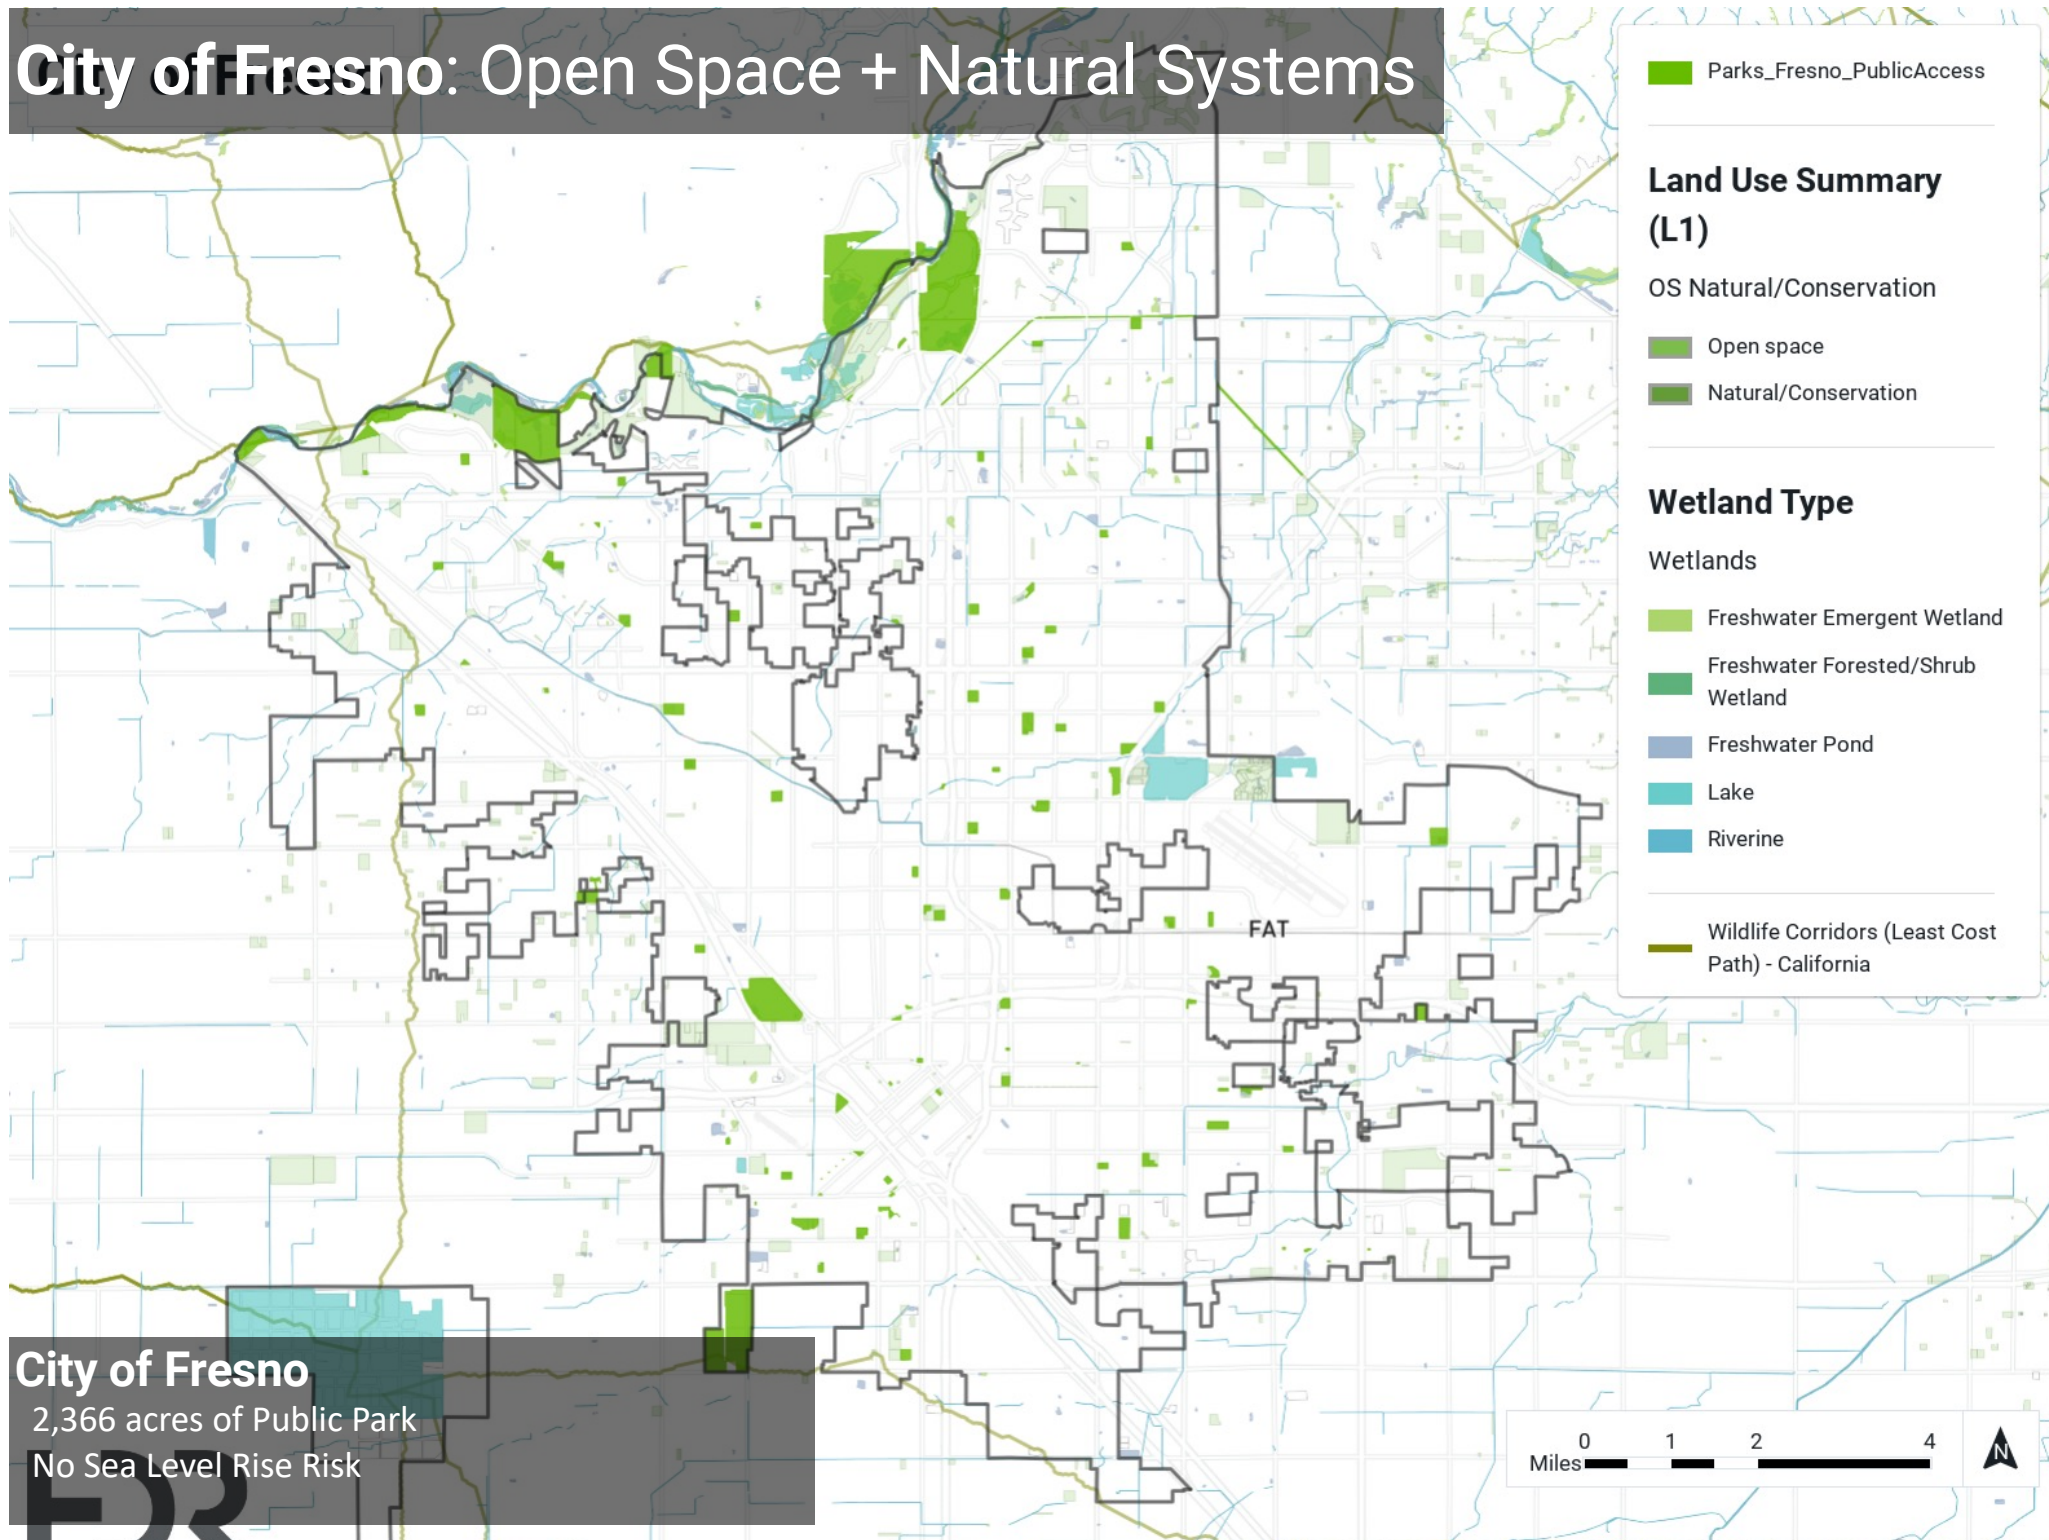 City of Fresno: Open Space + Natural Systems
City of Fresno
Parks_Fresno_PublicAccess
Land Use Summary
(L1)
OS Natural/Conservation
Open space
Natural/Conservation
Wetland Type
Wetlands
Freshwater Emergent Wetland
Freshwater Forested/Shrub
Wetland
Freshwater Pond
Lake
Riverine
Wildlife Corridors (Least Cost
Path) - California
FAT
City of Fresno
2,366 acres of Public Park
No Sea Level Rise Risk
0 1 2 4
Miles
N